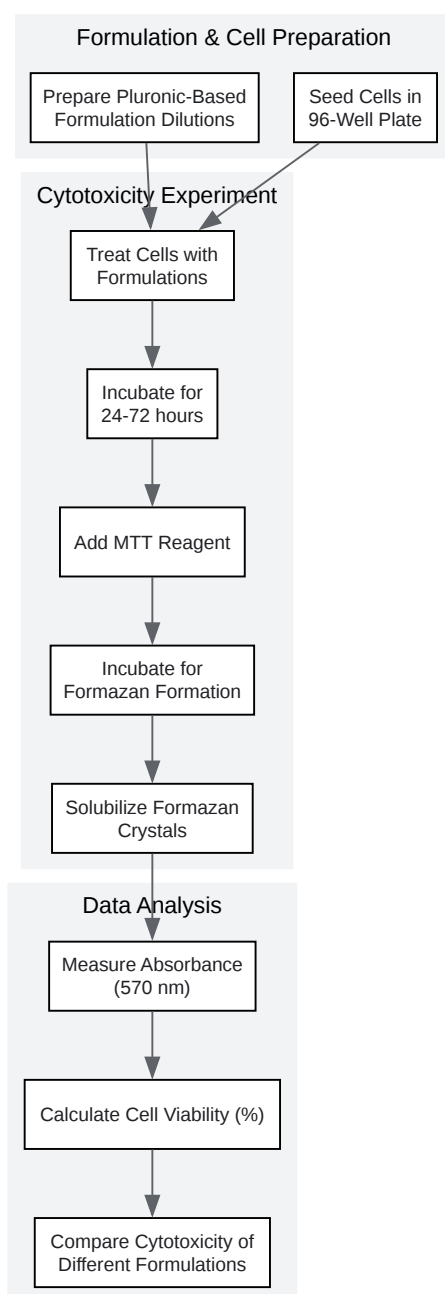 Formulation & Cell Preparation
Prepare Pluronic-Based
Formulation Dilutions
Seed Cells in
96-Well Plate
Cytotoxicity Experiment
Treat Cells with
Formulations
Incubate for
24-72 hours
Add MTT Reagent
Incubate for
Formazan Formation
Solubilize Formazan
Crystals
Data Analysis
Measure Absorbance
(570 nm)
Calculate Cell Viability (%)
Compare Cytotoxicity of
Different Formulations